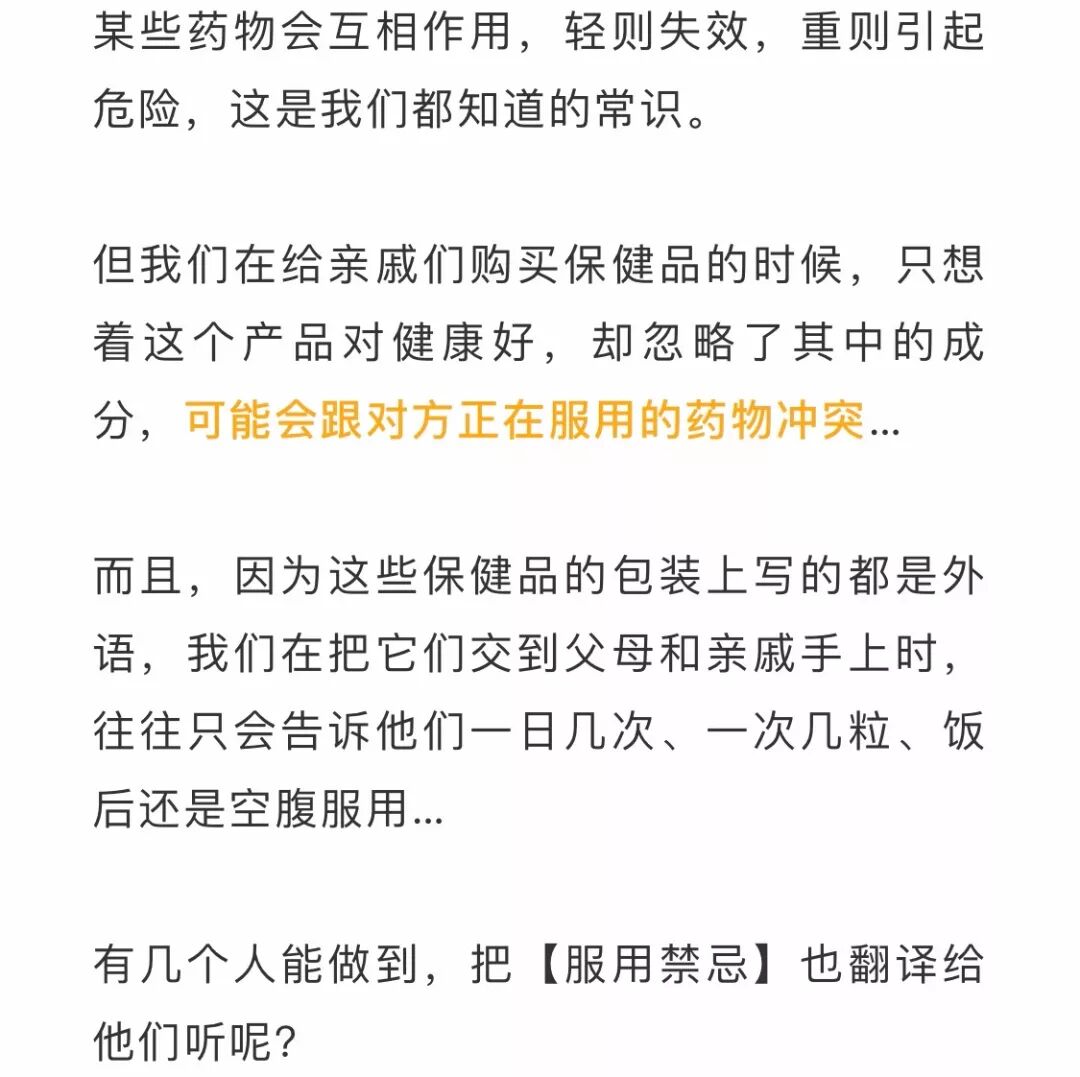 某些药物会互相作用，轻则失效，重则引起
危险，这是我们都知道的常识。
但我们在给亲戚们购买保健品的时候，只想
着这个产品对健康好，却忽略了其中的成
分，可能会跟对方正在服用的药物冲突...
而且，因为这些保健品的包装上写的都是外
语，我们在把它们交到父母和亲戚手上时，
往往只会告诉他们一日几次、一次几粒、饭
后还是空腹服用...
有几个人能做到，把【服用禁忌】也翻译给
他们听呢？